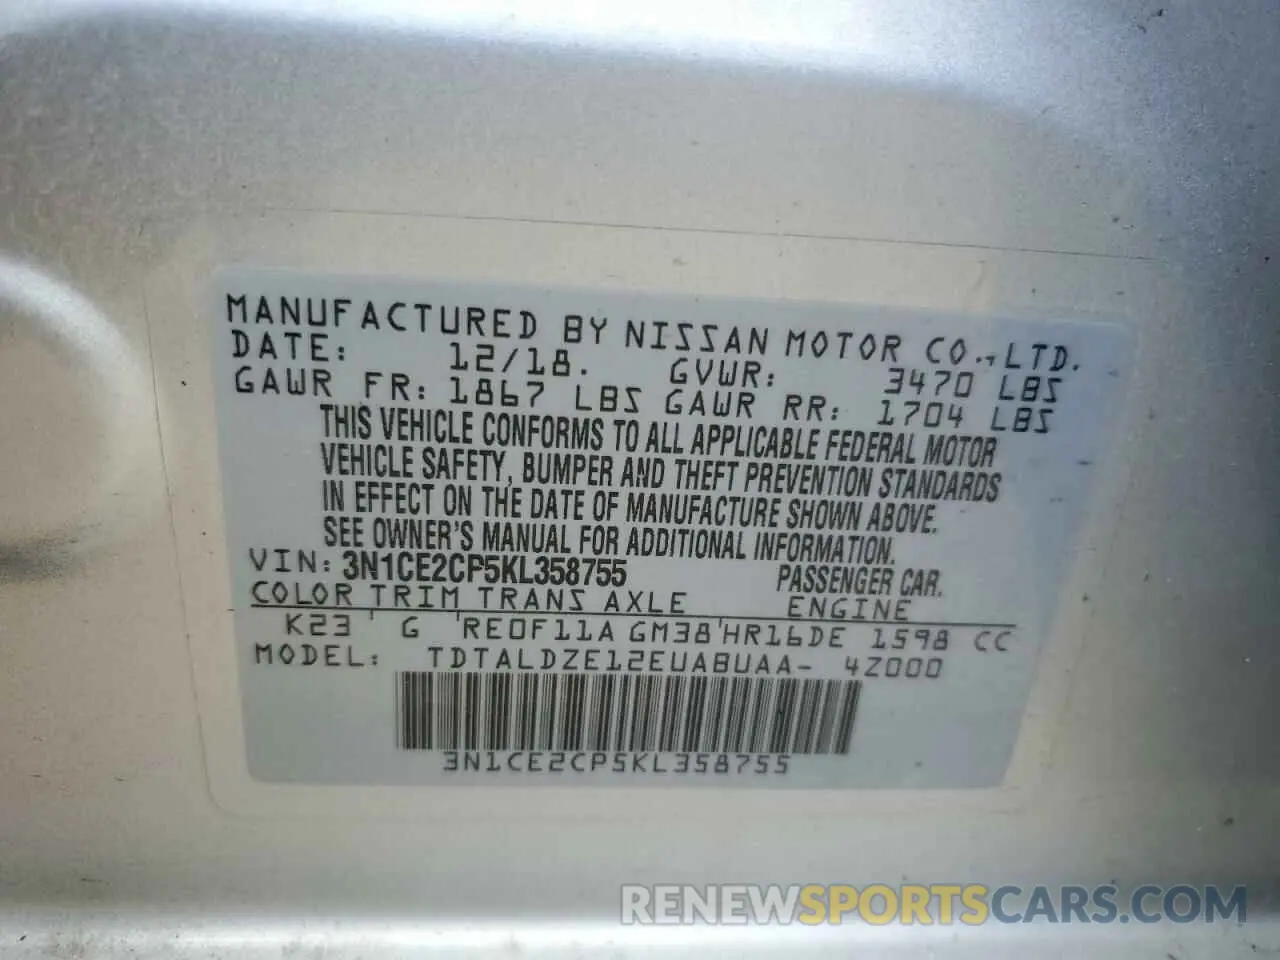 MANUFACTURED BY NISSAN MOTOR CO., LTD.
DATE: 12/18. GVWR: 3470 LBS
GAWR FR: 1867 LBS GAWR RR: 1704 LBS
THIS VEHICLE CONFORMS TO ALL APPLICABLE FEDERAL MOTOR
VEHICLE SAFETY, BUMPER AND THEFT PREVENTION STANDARDS
IN EFFECT ON THE DATE OF MANUFACTURE SHOWN ABOVE.
SEE OWNER'S MANUAL FOR ADDITIONAL INFORMATION.
VIN: 3N1CE2CP5KL358755 PASSENGER CAR.
COLOR TRIM TRANS AXLE ENGINE
K23 ' G 'RE0F11A GM38'HR16DE 1598 CC
MODEL: TDTALDZE12EUABUAA- 4Z000
3N1CE2CP5KL358755
RENEWSPORTSCARS.COM